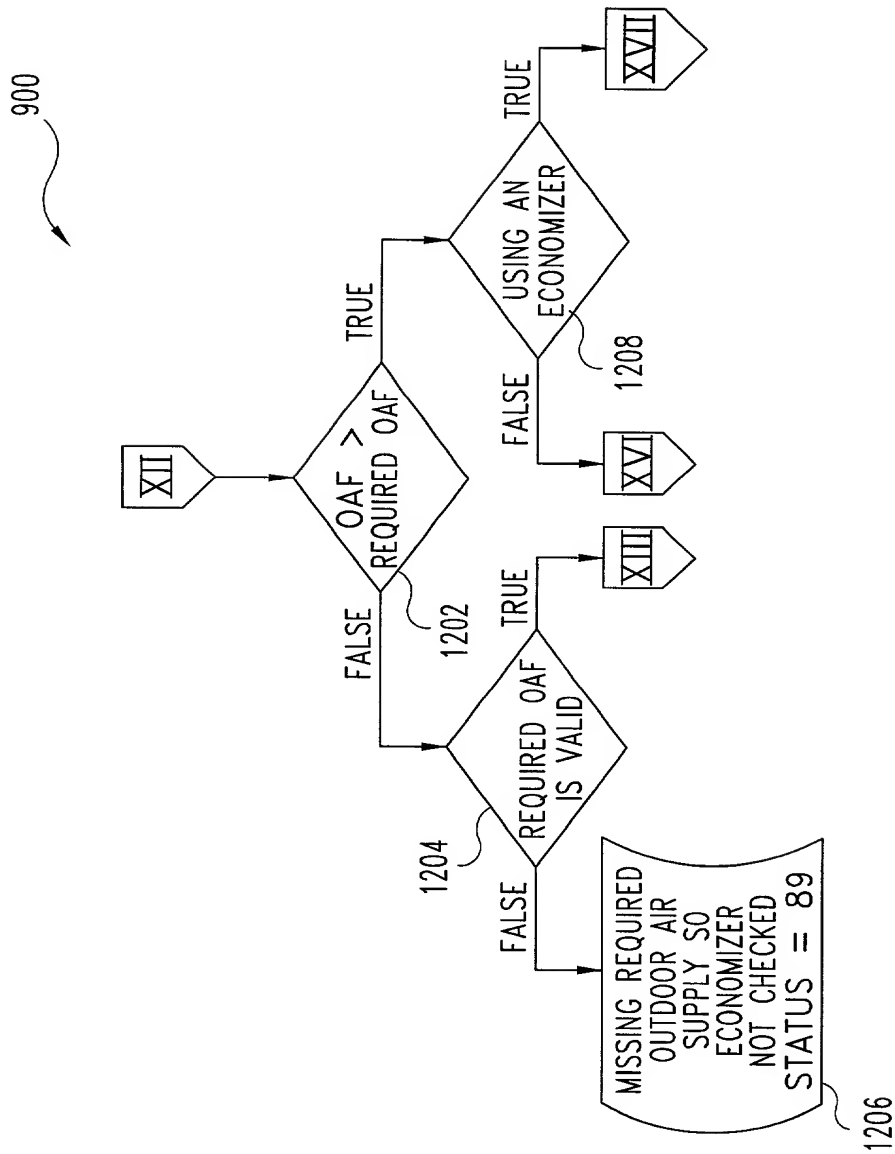 900
XII
OAF >
REQUIRED OAF
1202
FALSE
TRUE
REQUIRED OAF
IS VALID
1204
FALSE
TRUE
USING AN
ECONOMIZER
1208
FALSE
TRUE
MISSING REQUIRED
OUTDOOR AIR
SUPPLY SO
ECONOMIZER
NOT CHECKED
STATUS = 89
1206
XIII
XVI
XVII